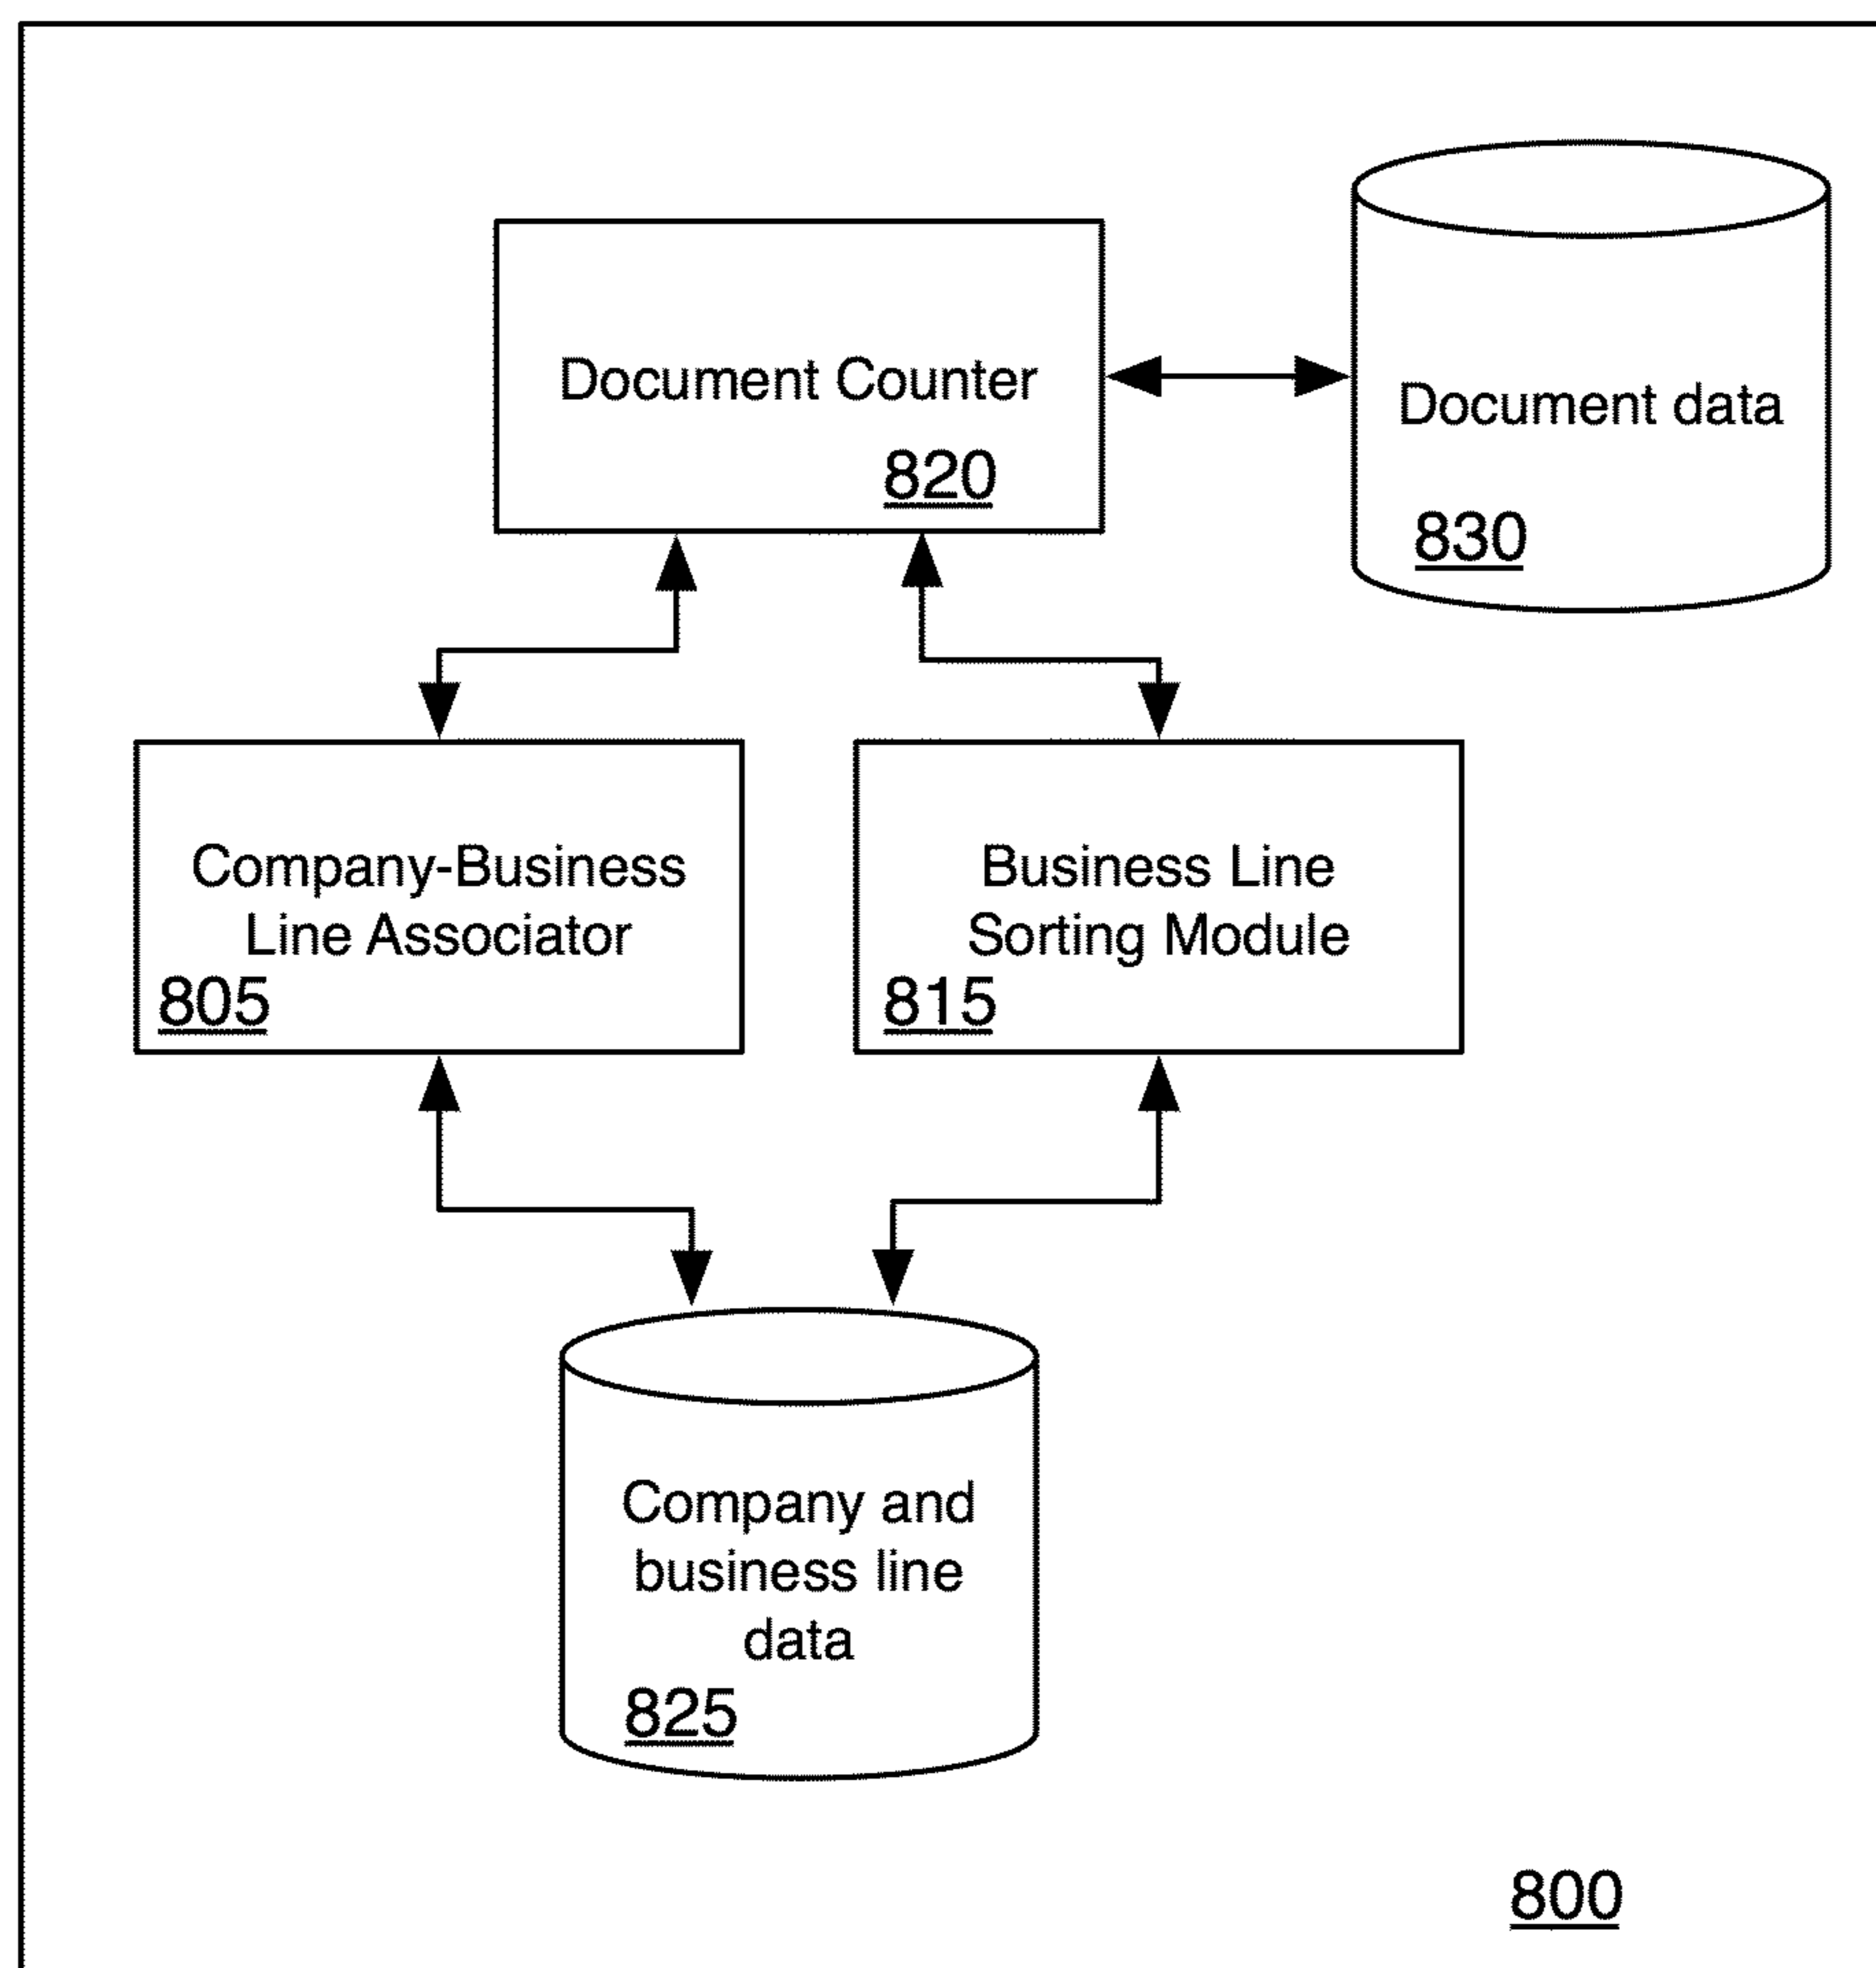 Document Counter
820
Document data
830
Company-Business
Line Associator
805
Business Line
Sorting Module
815
Company and
business line
data
825
800